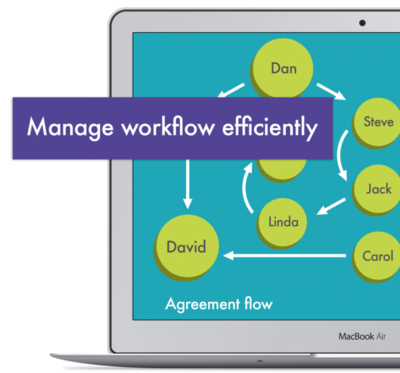 Dan
Steve
Manage workflow efficiently
Jack
Linda
David
Carol
Agreement flow
MacBook Air